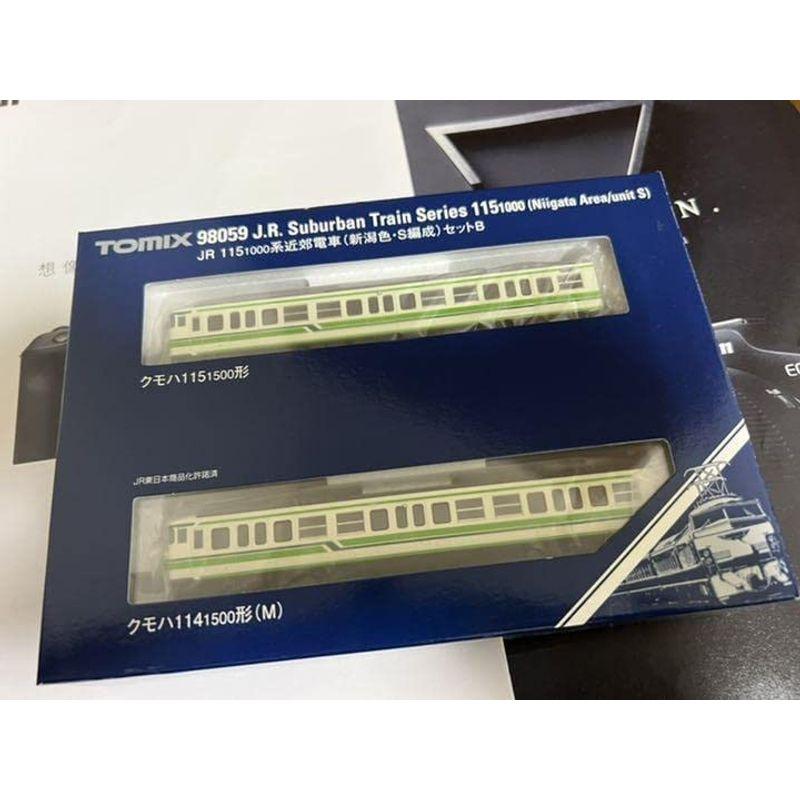 TOMIX 98059 J.R. Suburban Train Series 1151000 (Niigata Area/unit S)
JR 1151000系近郊電車(新潟色・S編成)セットB
クモハ1151500形
JR東日本商品化許諾済
クモハ1141500形(M)
想像
N.
EO